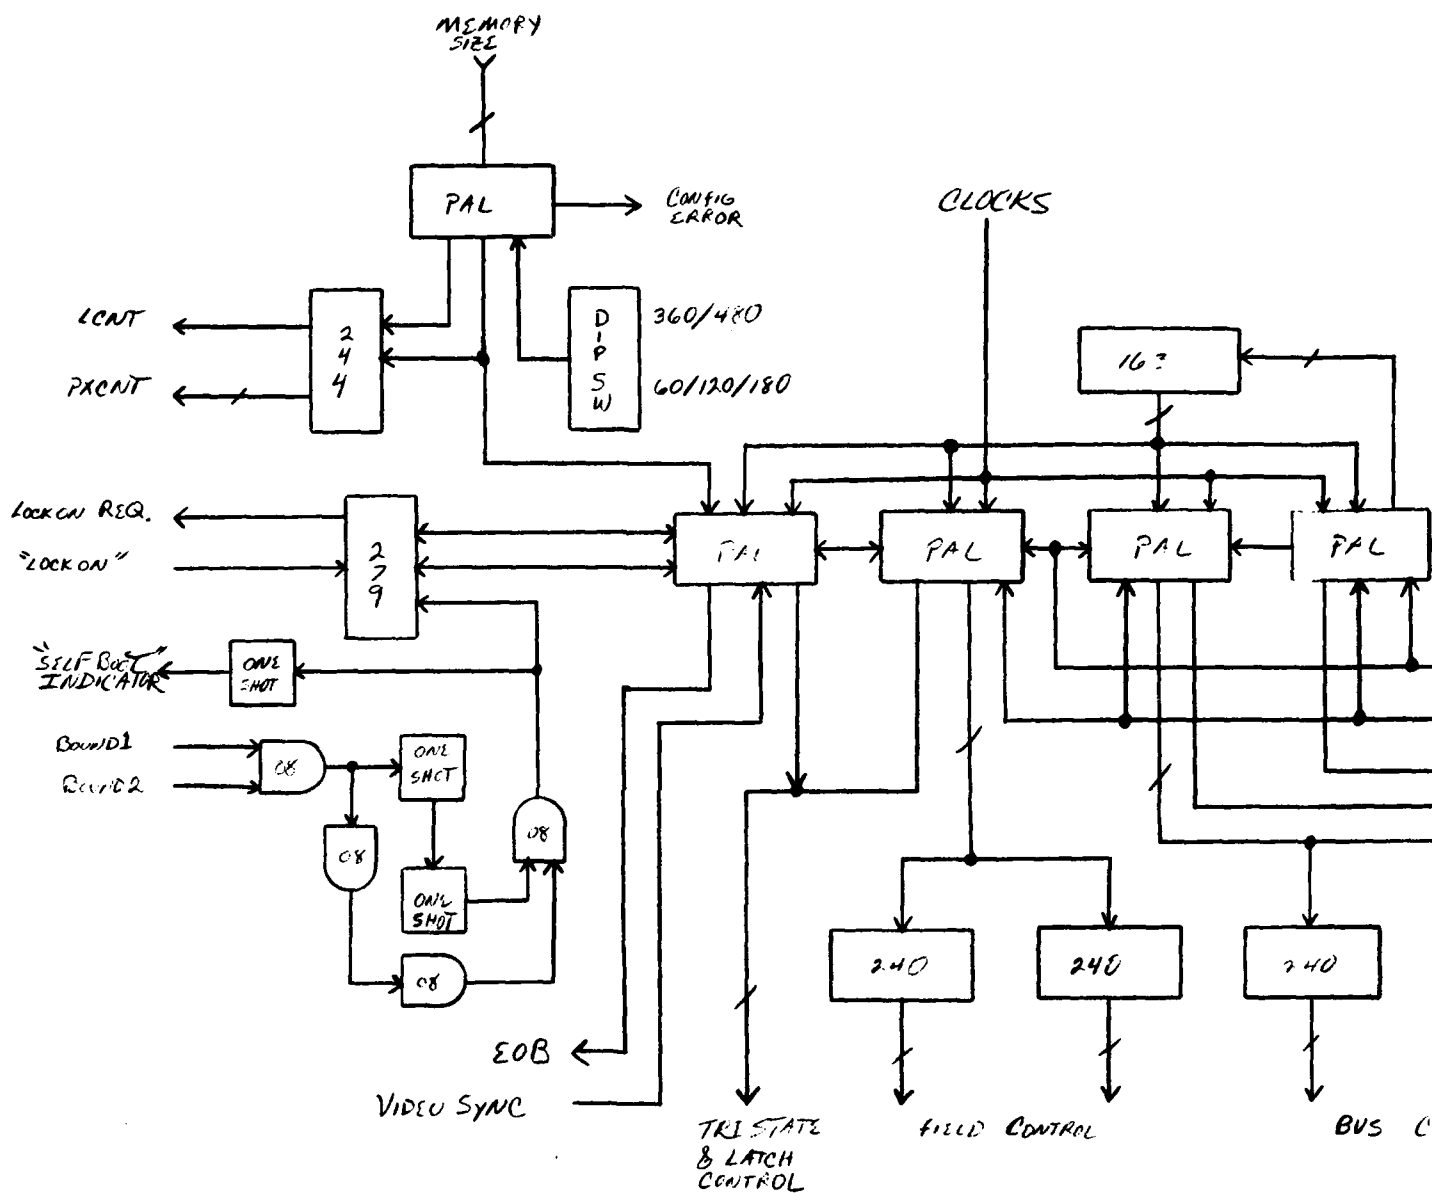 MEMORY
SIZE
PAL
CONFIG
ERROR
CLOCKS
LCNT
PXCNT
2
4
4
D
I
P
S
W
360/480
60/120/180
163
LOCK ON REQ.
"LOCK ON"
2
7
9
PAL
PAL
PAL
PAL
"SELF BOOT"
INDICATOR
ONE
SHOT
BOUND1
BOUND2
08
ONE
SHOT
08
08
ONE
SHOT
08
240
240
240
EOB
VIDEO SYNC
TRI STATE
& LATCH
CONTROL
FIELD CONTROL
BUS C